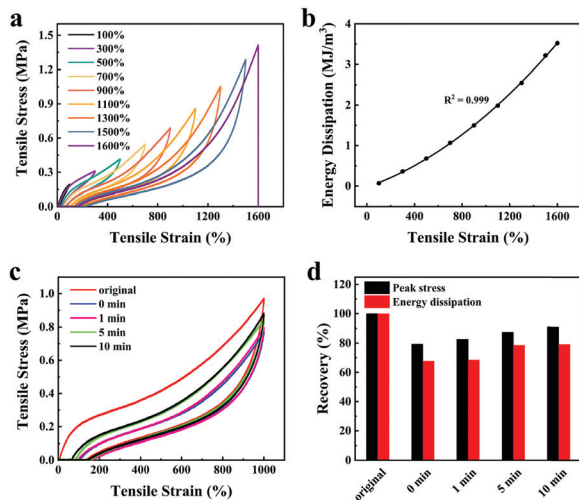 a
Tensile Stress (MPa)
1.5
1.2
0.9
0.6
0.3
0.0
100%
300%
500%
700%
900%
1100%
1300%
1500%
1600%
0 400 800 1200 1600
Tensile Strain (%)
b
Energy Dissipation (MJ/m³)
4
3
2
1
0
R² = 0.999
0 400 800 1200 1600
Tensile Strain (%)
c
Tensile Stress (MPa)
1.0
0.8
0.6
0.4
0.2
0.0
original
0 min
1 min
5 min
10 min
0 200 400 600 800 1000
Tensile Strain (%)
d
Recovery (%)
120
100
80
60
40
20
0
Peak stress
Energy dissipation
original 0 min 1 min 5 min 10 min